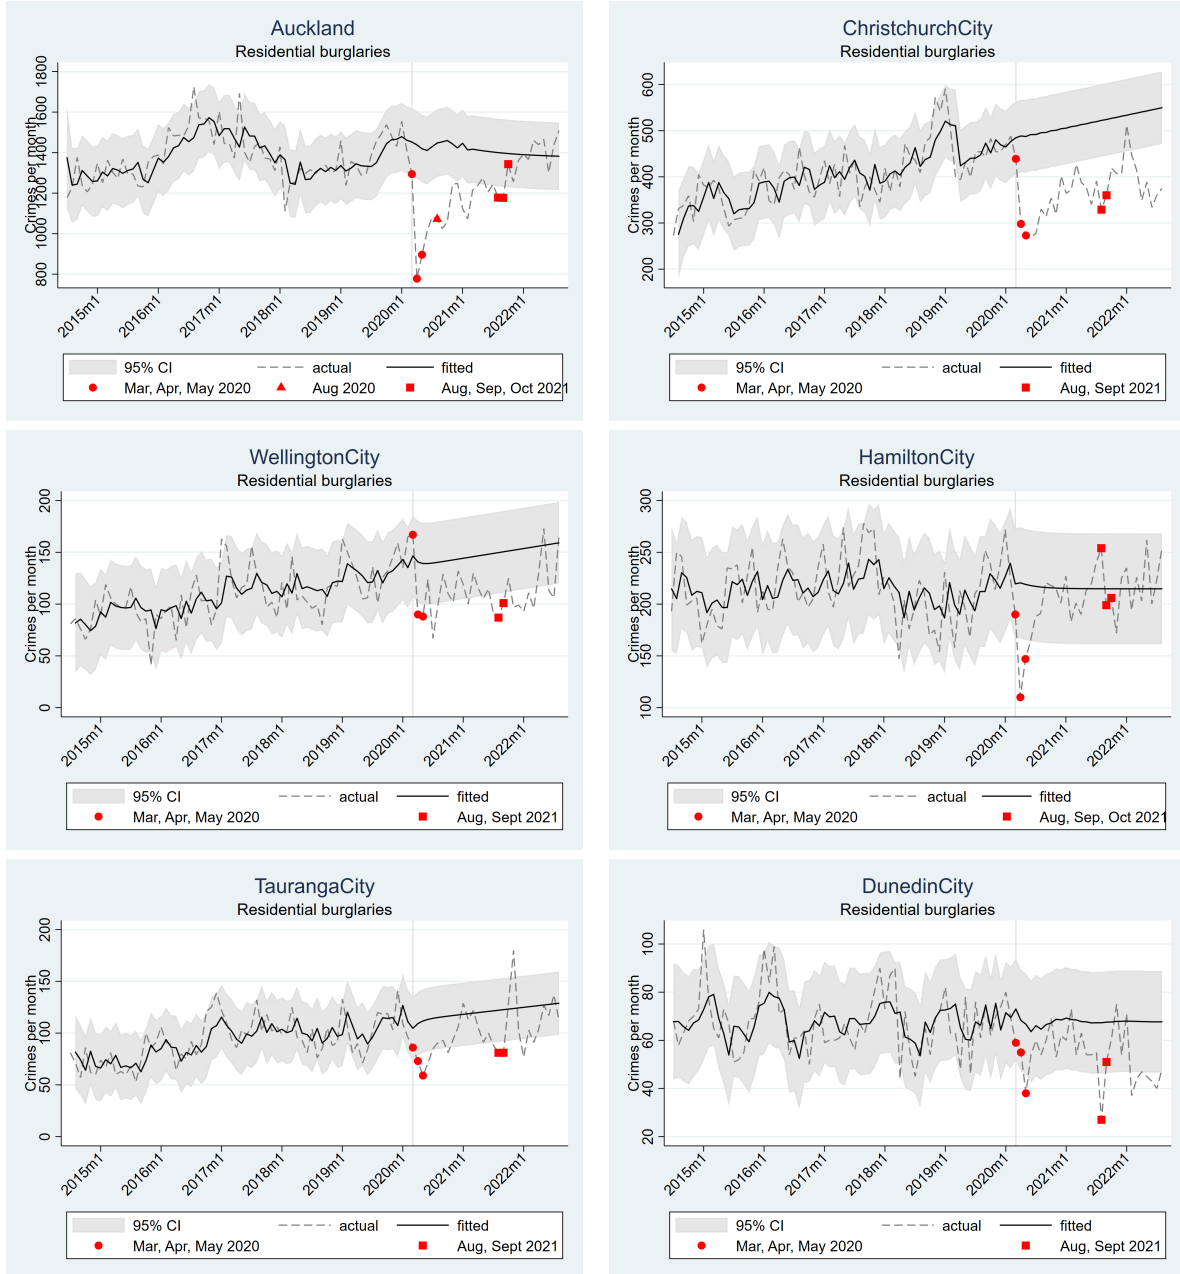 Auckland
Residential burglaries
Crimes per month
1800
1600
1400
1200
1000
800
2015m1
2016m1
2017m1
2018m1
2019m1
2020m1
2021m1
2022m1
95% CI actual fitted
Mar, Apr, May 2020 Aug 2020 Aug, Sep, Oct 2021
ChristchurchCity
Residential burglaries
Crimes per month
600
500
400
300
200
2015m1
2016m1
2017m1
2018m1
2019m1
2020m1
2021m1
2022m1
95% CI actual fitted
Mar, Apr, May 2020 Aug, Sept 2021
WellingtonCity
Residential burglaries
Crimes per month
200
150
100
50
0
2015m1
2016m1
2017m1
2018m1
2019m1
2020m1
2021m1
2022m1
95% CI actual fitted
Mar, Apr, May 2020 Aug, Sept 2021
HamiltonCity
Residential burglaries
Crimes per month
300
250
200
150
100
2015m1
2016m1
2017m1
2018m1
2019m1
2020m1
2021m1
2022m1
95% CI actual fitted
Mar, Apr, May 2020 Aug, Sep, Oct 2021
TaurangaCity
Residential burglaries
Crimes per month
200
150
100
50
0
2015m1
2016m1
2017m1
2018m1
2019m1
2020m1
2021m1
2022m1
95% CI actual fitted
Mar, Apr, May 2020 Aug, Sept 2021
DunedinCity
Residential burglaries
Crimes per month
100
80
60
40
20
2015m1
2016m1
2017m1
2018m1
2019m1
2020m1
2021m1
2022m1
95% CI actual fitted
Mar, Apr, May 2020 Aug, Sept 2021